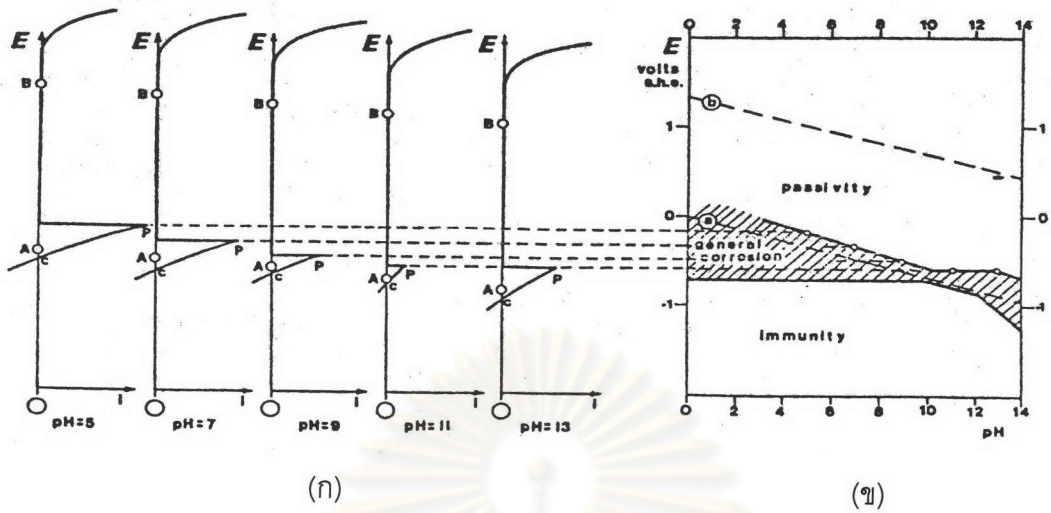 E
B
A
c
P
O
i
pH=5
E
B
A
c
P
O
i
pH=7
E
B
A
c
P
O
i
pH=9
E
B
A
c
P
O
i
pH=11
E
B
A
c
P
O
i
pH=13
(ก)
0 2 4 6 8 10 12 14
E
volts
s.h.e.
b
1
1
passivity
0
0
a
general
corrosion
-1
-1
immunity
0 2 4 6 8 10 12 14
pH
(ข)